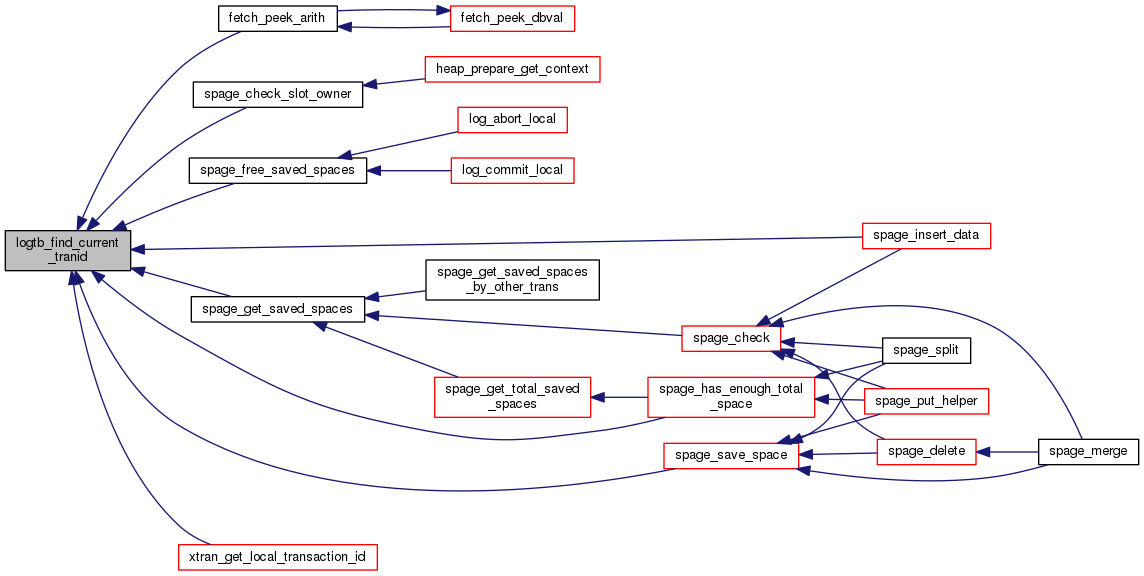 fetch_peek_arith
fetch_peek_dbval
heap_prepare_get_context
spage_check_slot_owner
log_abort_local
spage_free_saved_spaces
log_commit_local
logtb_find_current
_tranid
spage_insert_data
spage_get_saved_spaces
_by_other_trans
spage_get_saved_spaces
spage_check
spage_split
spage_get_total_saved
_spaces
spage_has_enough_total
_space
spage_put_helper
spage_save_space
spage_delete
spage_merge
xtran_get_local_transaction_id